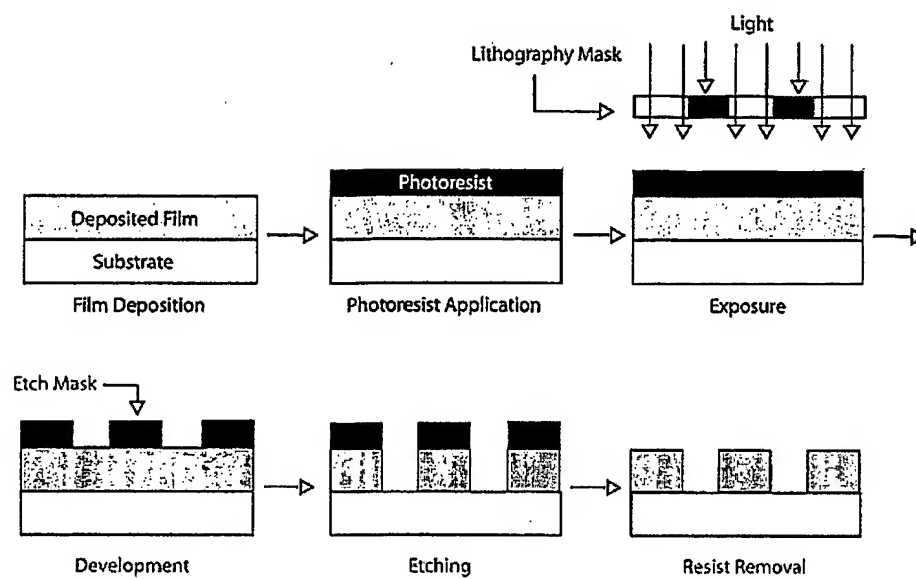 Light
Lithography Mask
Photoresist
Deposited Film
Substrate
Film Deposition
Photoresist Application
Exposure
Etch Mask
Development
Etching
Resist Removal